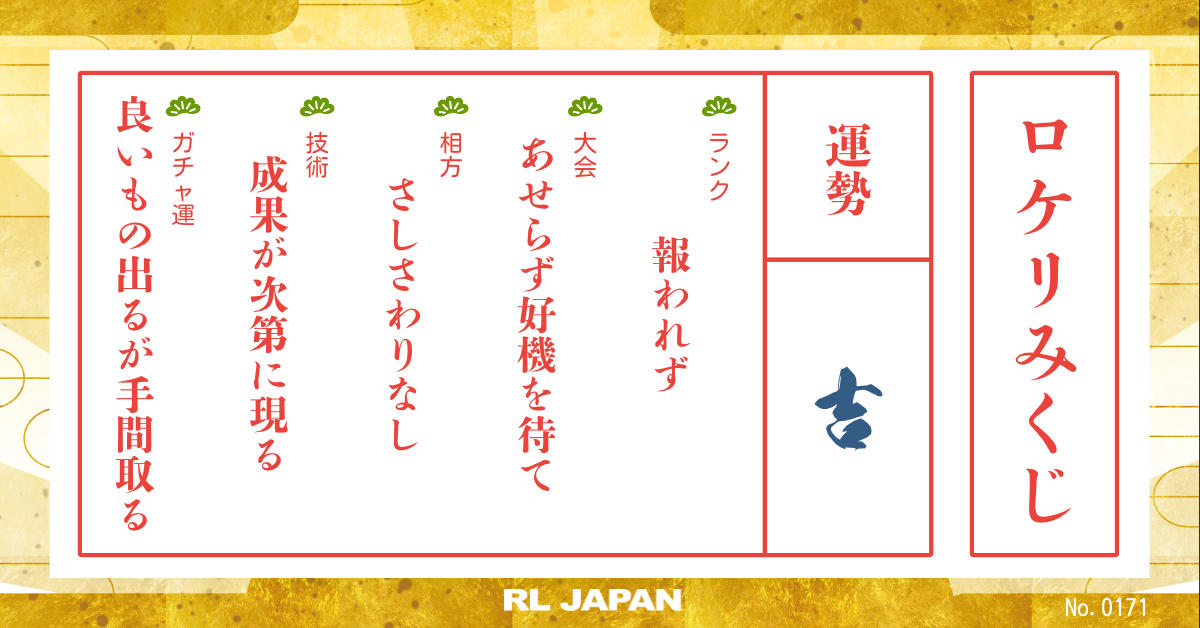 ロケリみくじ
運勢
吉
ランク
報われず
大会
あせらず好機を待て
相方
さしさわりなし
技術
成果が次第に現る
ガチャ運
良いもの出るが手間取る
RL JAPAN
No. 0171